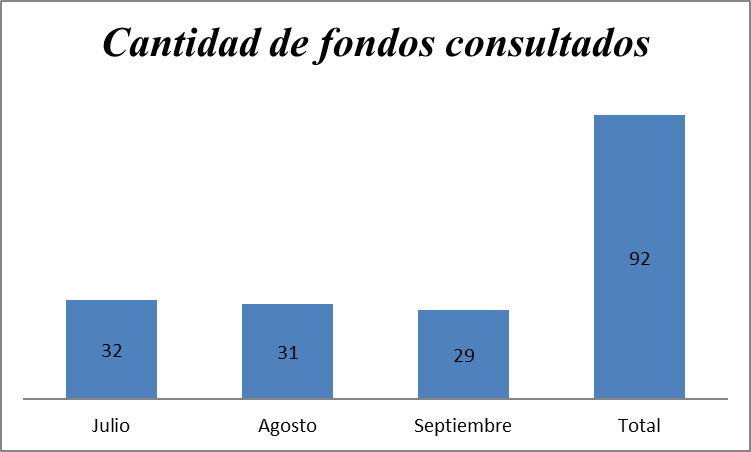 Cantidad de fondos consultados
92
32
31
29
Julio
Agosto
Septiembre
Total